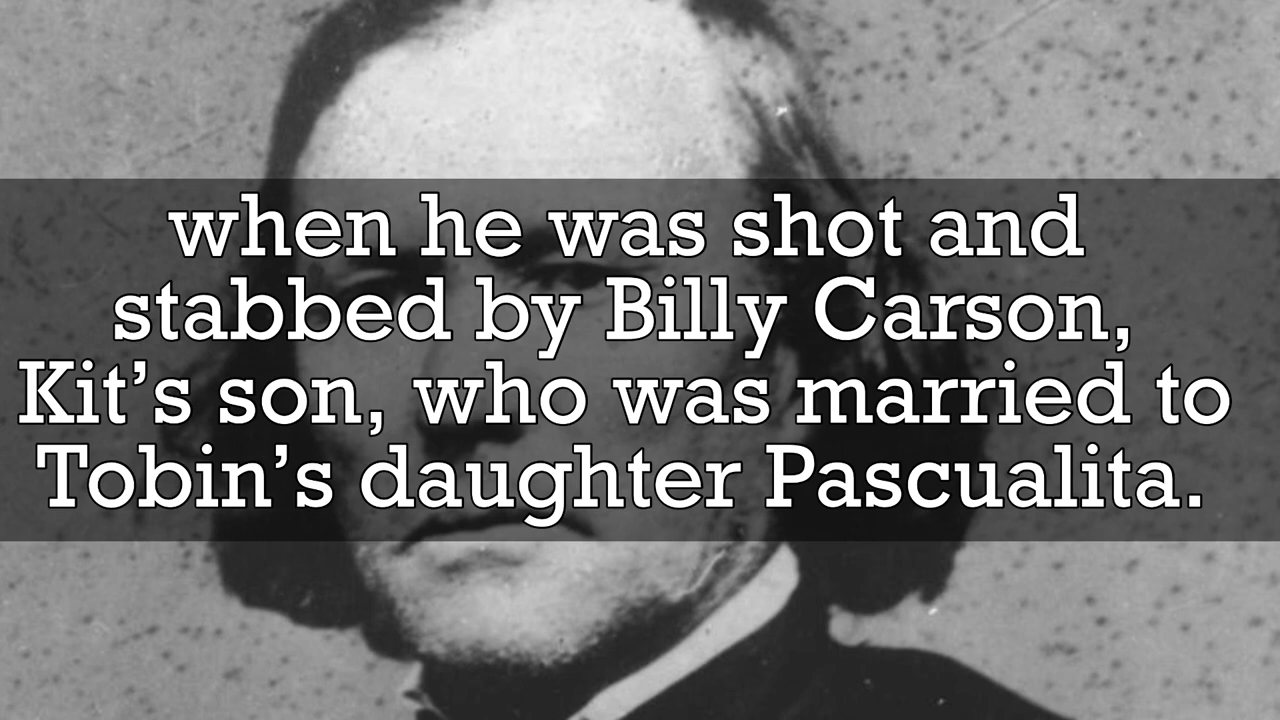 when he was shot and
stabbed by Billy Carson,
Kit’s son, who was married to
Tobin’s daughter Pascualita.